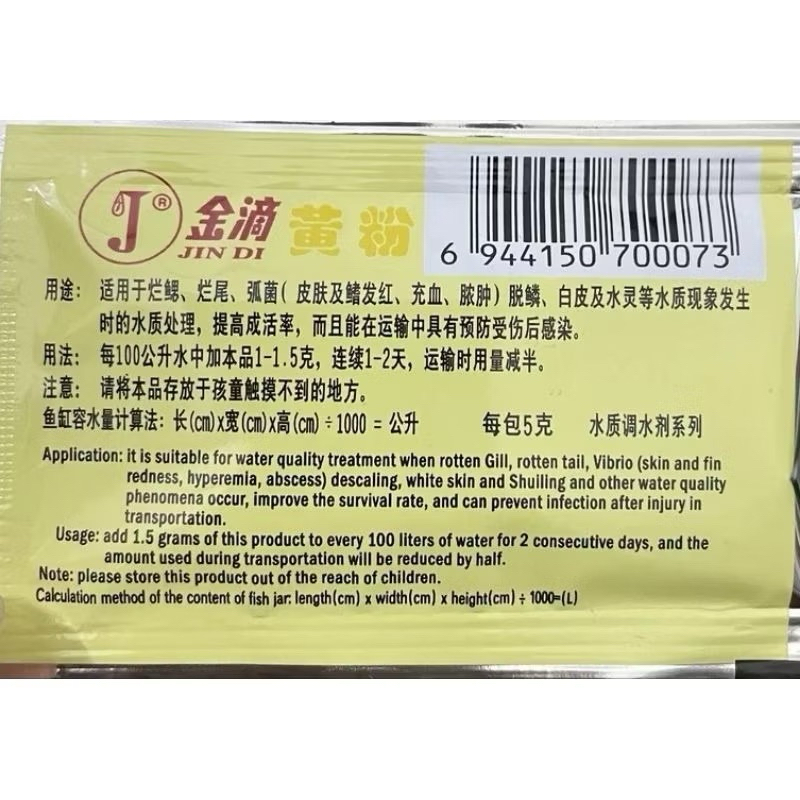 J®
金滴
JIN DI
黄粉
6 944150 700073
用途： 适用于烂鳃、烂尾、弧菌（皮肤及鳍发红、充血、脓肿）脱鳞、白皮及水灵等水质现象发生
时的水质处理，提高成活率，而且能在运输中具有预防受伤后感染。
用法： 每100公升水中加本品1-1.5克，连续1-2天，运输时用量减半。
注意： 请将本品存放于孩童触摸不到的地方。
鱼缸容水量计算法：长(cm)x宽(cm)x高(cm)÷1000 = 公升 每包5克 水质调水剂系列
Application: it is suitable for water quality treatment when rotten Gill, rotten tail, Vibrio (skin and fin
redness, hyperemia, abscess) descaling, white skin and Shuiling and other water quality
phenomena occur, improve the survival rate, and can prevent infection after injury in
transportation.
Usage: add 1.5 grams of this product to every 100 liters of water for 2 consecutive days, and the
amount used during transportation will be reduced by half.
Note: please store this product out of the reach of children.
Calculation method of the content of fish jar: length(cm) x width(cm) x height(cm) ÷ 1000=(L)